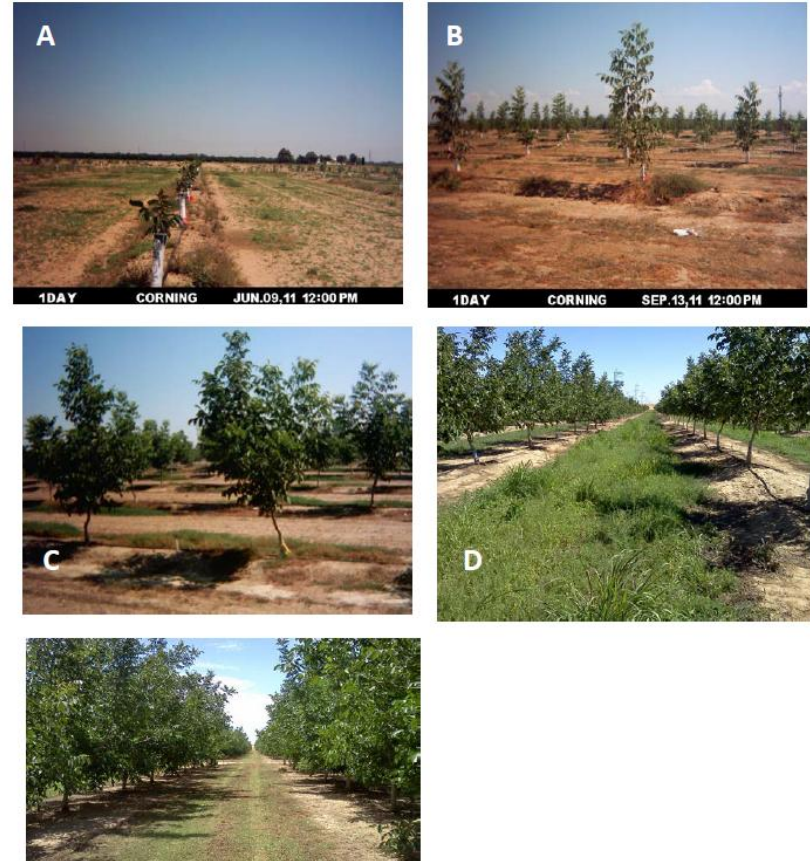 A
B
1DAY CORNING JUN.09,11 12:00 PM
1DAY CORNING SEP.13,11 12:00 PM
C
D